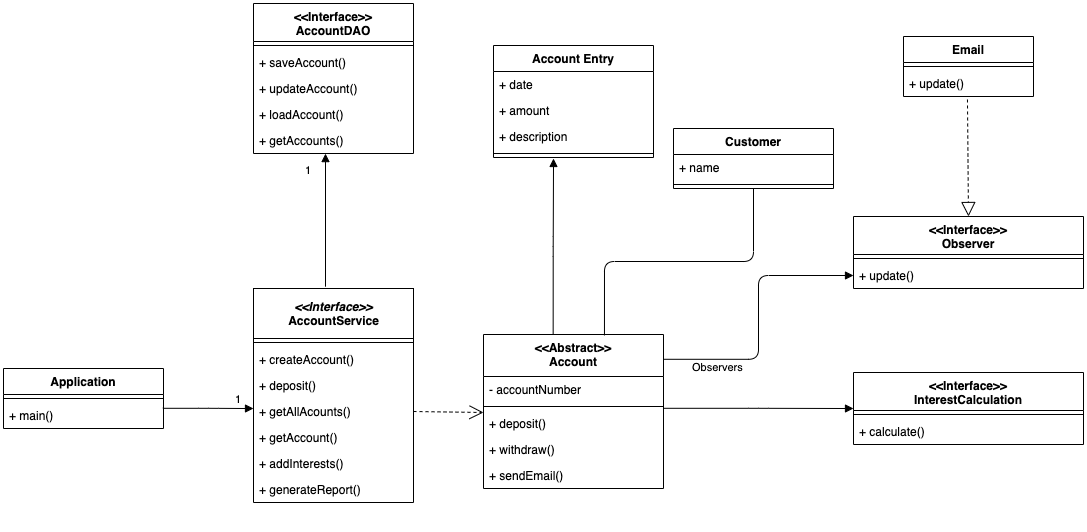 <<Interface>>
AccountDAO
+ saveAccount()
+ updateAccount()
+ loadAccount()
+ getAccounts()
1
Account Entry
+ date
+ amount
+ description
Customer
+ name
Email
+ update()
<<Interface>>
Observer
+ update()
<<Interface>>
AccountService
+ createAccount()
+ deposit()
+ getAllAcounts()
+ getAccount()
+ addInterests()
+ generateReport()
Application
+ main()
1
<<Abstract>>
Account
- accountNumber
+ deposit()
+ withdraw()
+ sendEmail()
Observers
<<Interface>>
InterestCalculation
+ calculate()